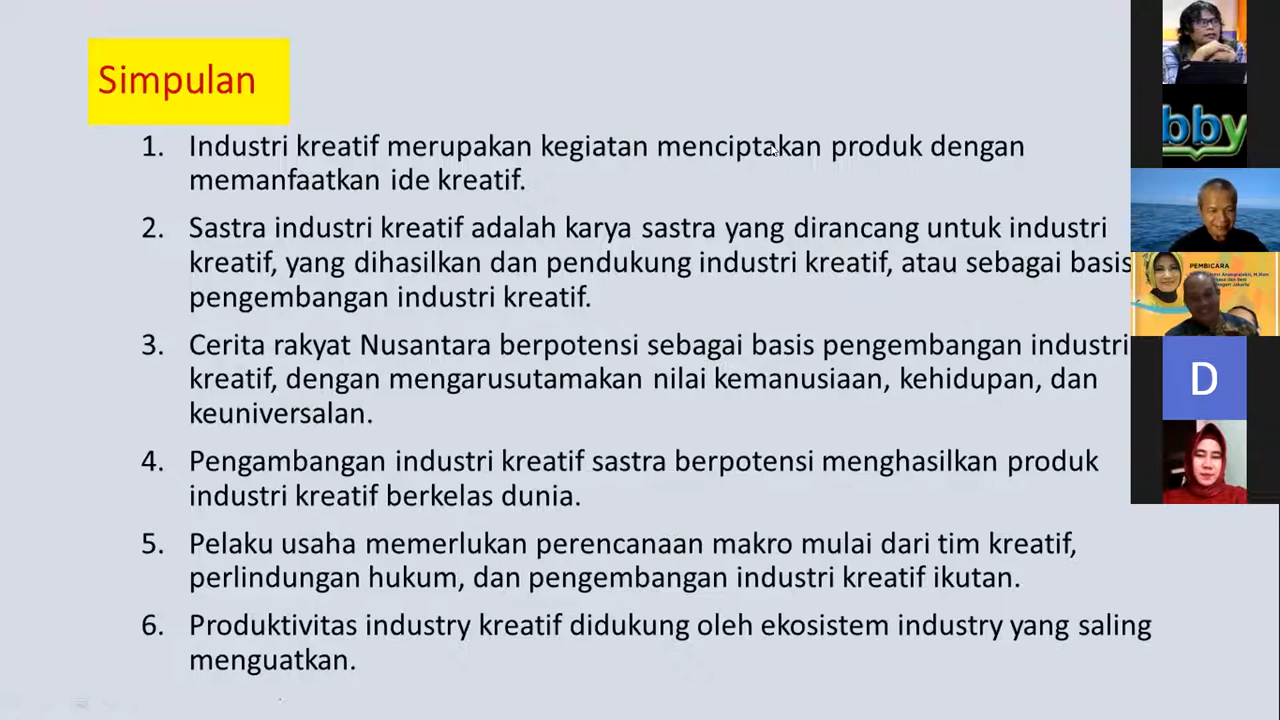 Simpulan
1. Industri kreatif merupakan kegiatan menciptakan produk dengan
memanfaatkan ide kreatif.
2. Sastra industri kreatif adalah karya sastra yang dirancang untuk industri
kreatif, yang dihasilkan dan pendukung industri kreatif, atau sebagai basis
pengembangan industri kreatif.
3. Cerita rakyat Nusantara berpotensi sebagai basis pengembangan industri
kreatif, dengan mengarusutamakan nilai kemanusiaan, kehidupan, dan
keuniversalan.
4. Pengambangan industri kreatif sastra berpotensi menghasilkan produk
industri kreatif berkelas dunia.
5. Pelaku usaha memerlukan perencanaan makro mulai dari tim kreatif,
perlindungan hukum, dan pengembangan industri kreatif ikutan.
6. Produktivitas industry kreatif didukung oleh ekosistem industry yang saling
menguatkan.
bby
PEMBICARA
D